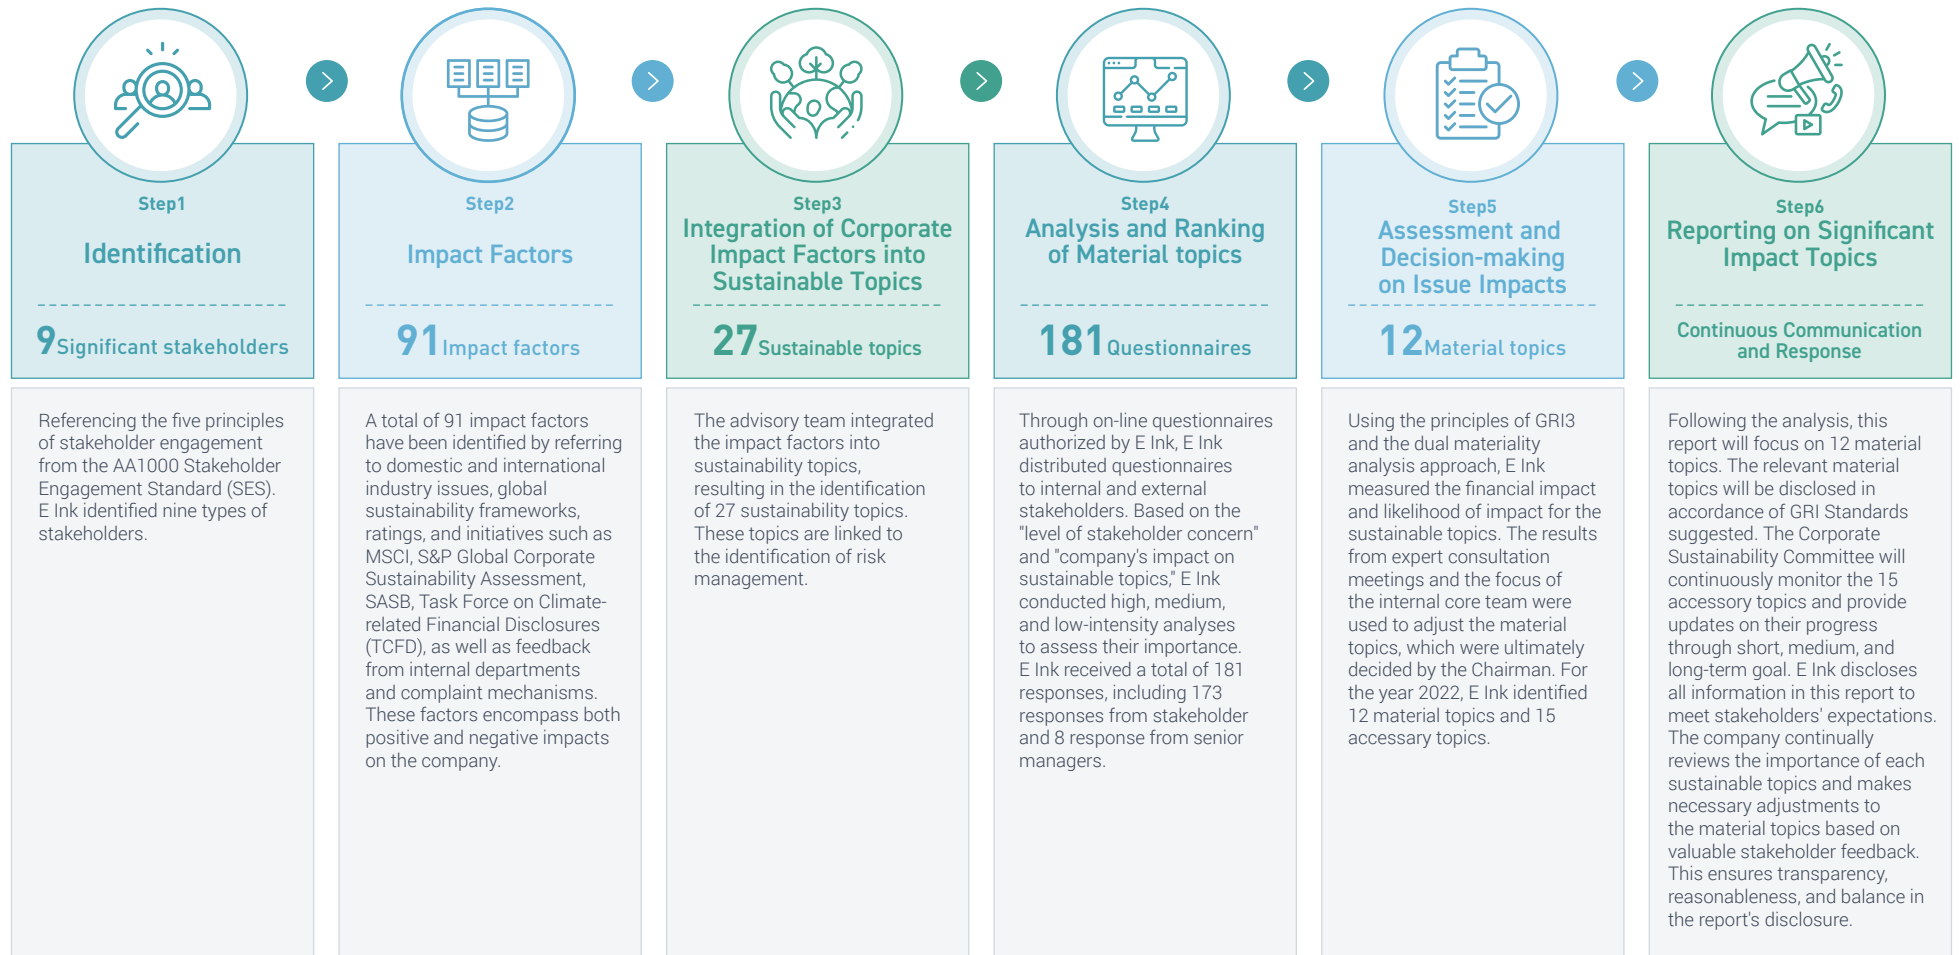 Step1
Identification
9 Significant stakeholders
Referencing the five principles
of stakeholder engagement
from the AA1000 Stakeholder
Engagement Standard (SES).
E Ink identified nine types of
stakeholders.
Step2
Impact Factors
91 Impact factors
A total of 91 impact factors
have been identified by referring
to domestic and international
industry issues, global
sustainability frameworks,
ratings, and initiatives such as
MSCI, S&P Global Corporate
Sustainability Assessment,
SASB, Task Force on Climate-
related Financial Disclosures
(TCFD), as well as feedback
from internal departments
and complaint mechanisms.
These factors encompass both
positive and negative impacts
on the company.
Step3
Integration of Corporate
Impact Factors into
Sustainable Topics
27 Sustainable topics
The advisory team integrated
the impact factors into
sustainability topics,
resulting in the identification
of 27 sustainability topics.
These topics are linked to
the identification of risk
management.
Step4
Analysis and Ranking
of Material topics
181 Questionnaires
Through on-line questionnaires
authorized by E Ink, E Ink
distributed questionnaires
to internal and external
stakeholders. Based on the
"level of stakeholder concern"
and "company's impact on
sustainable topics," E Ink
conducted high, medium,
and low-intensity analyses
to assess their importance.
E Ink received a total of 181
responses, including 173
responses from stakeholder
and 8 response from senior
managers.
Step5
Assessment and
Decision-making
on Issue Impacts
12 Material topics
Using the principles of GRI3
and the dual materiality
analysis approach, E Ink
measured the financial impact
and likelihood of impact for the
sustainable topics. The results
from expert consultation
meetings and the focus of
the internal core team were
used to adjust the material
topics, which were ultimately
decided by the Chairman. For
the year 2022, E Ink identified
12 material topics and 15
accessary topics.
Step6
Reporting on Significant
Impact Topics
Continuous Communication
and Response
Following the analysis, this
report will focus on 12 material
topics. The relevant material
topics will be disclosed in
accordance of GRI Standards
suggested. The Corporate
Sustainability Committee will
continuously monitor the 15
accessory topics and provide
updates on their progress
through short, medium, and
long-term goal. E Ink discloses
all information in this report to
meet stakeholders' expectations.
The company continually
reviews the importance of each
sustainable topics and makes
necessary adjustments to
the material topics based on
valuable stakeholder feedback.
This ensures transparency,
reasonableness, and balance in
the report's disclosure.